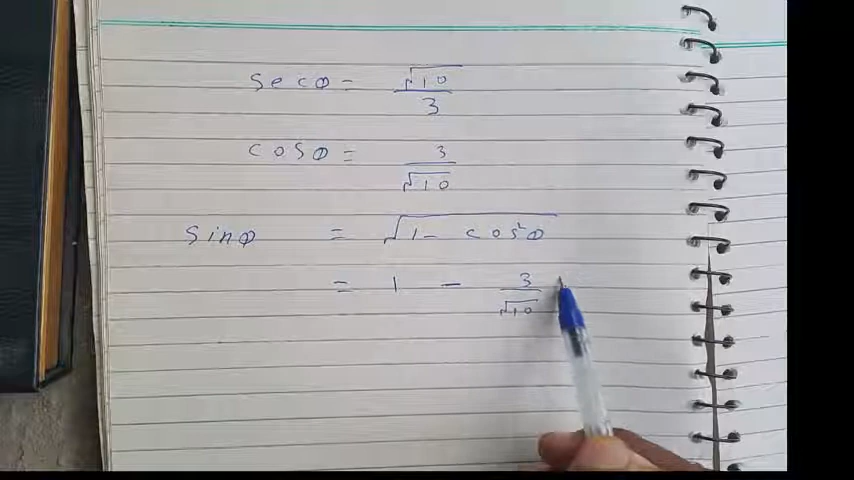 secθ = √10/3
cosθ = 3/√10
sinθ = √1 - cos²θ
= 1 - 3/√10